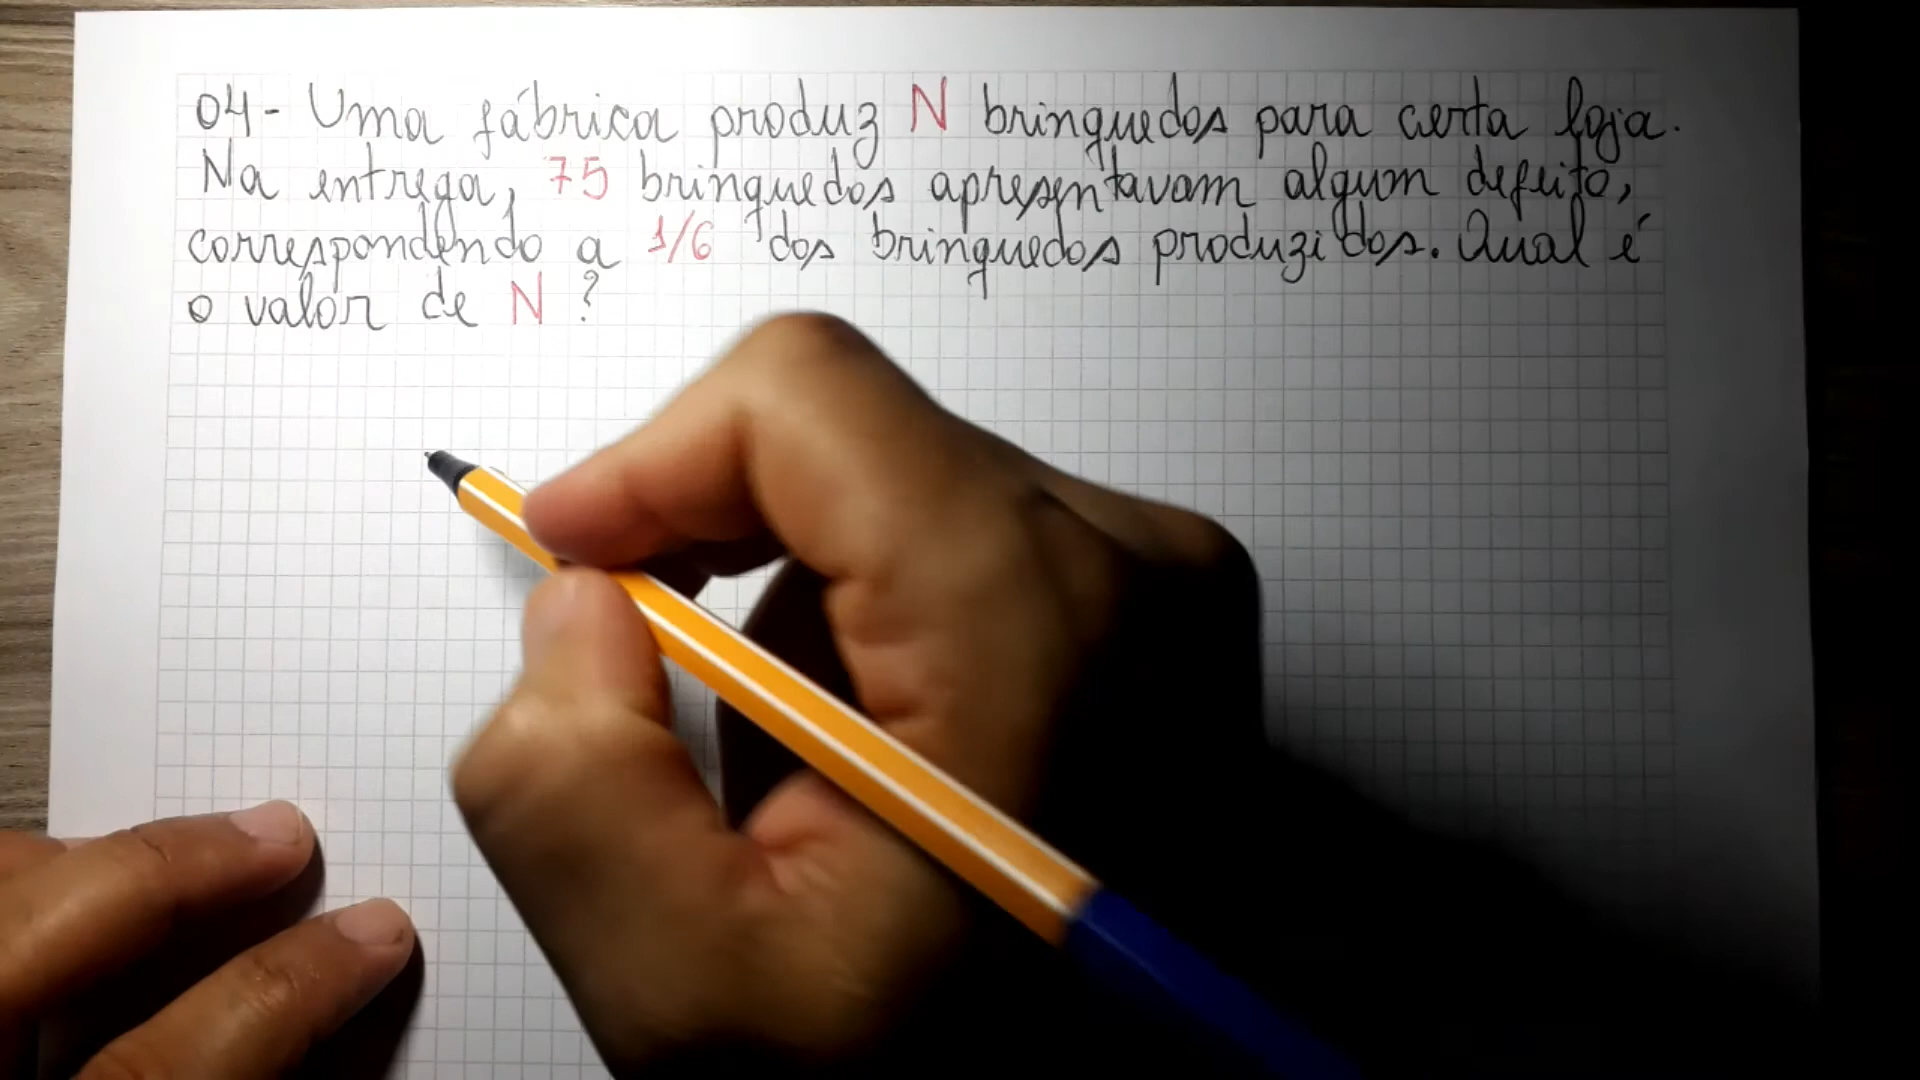 04- Uma fábrica produz N brinquedos para certa loja.
Na entrega, 75 brinquedos apresentavam algum defeito,
correspondendo a 1/6 dos brinquedos produzidos. Qual é
o valor de N ?